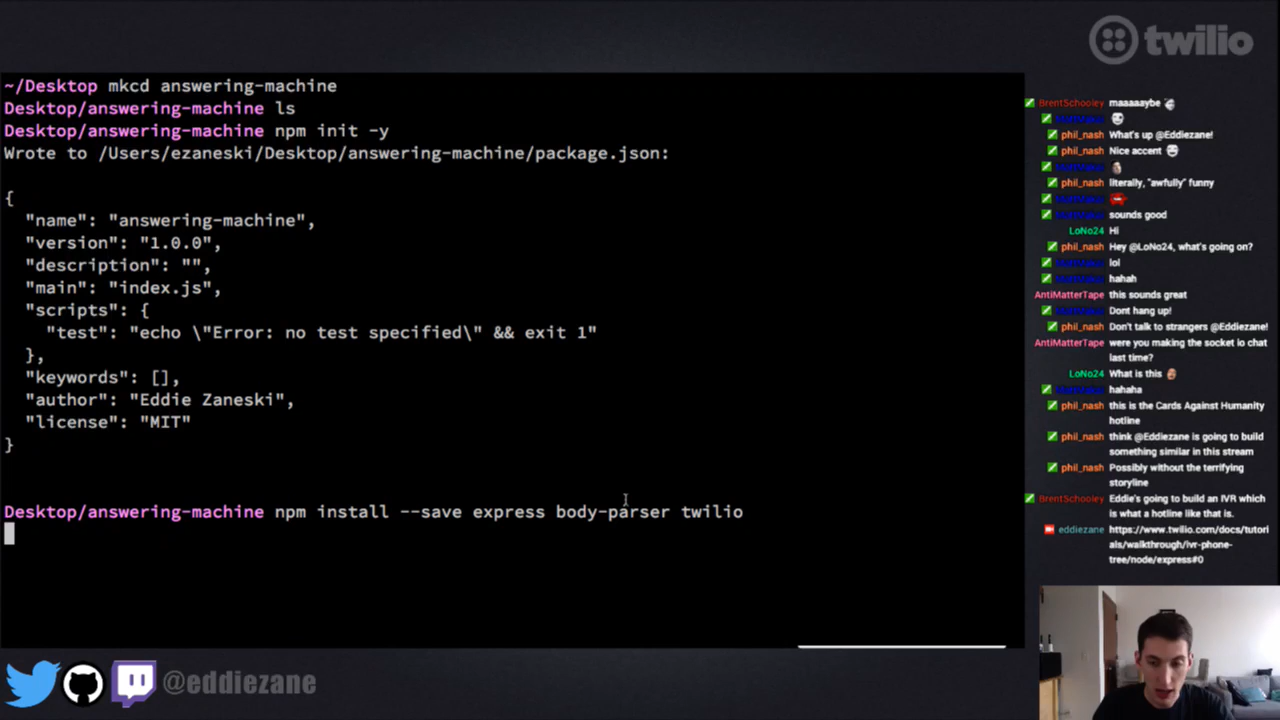 twilio
~/Desktop mkcd answering-machine
Desktop/answering-machine ls
Desktop/answering-machine npm init -y
Wrote to /Users/ezaneski/Desktop/answering-machine/package.json:
{
"name": "answering-machine",
"version": "1.0.0",
"description": "",
"main": "index.js",
"scripts": {
"test": "echo \"Error: no test specified\" && exit 1"
},
"keywords": [],
"author": "Eddie Zaneski",
"license": "MIT"
}
Desktop/answering-machine npm install --save express body-parser twilio
BrentSchooley maaaaaybe
phil_nash What's up @Eddiezane!
phil_nash Nice accent
phil_nash literally, "awfully" funny
sounds good
LoNo24 Hi
phil_nash Hey @LoNo24, what's going on?
lol
hahah
AntiMatterTape this sounds great
Dont hang up!
phil_nash Don't talk to strangers @Eddiezane!
AntiMatterTape were you making the socket io chat
last time?
LoNo24 What is this
hahaha
phil_nash this is the Cards Against Humanity
hotline
phil_nash think @Eddiezane is going to build
something similar in this stream
phil_nash Possibly without the terrifying
storyline
BrentSchooley Eddie's going to build an IVR which
is what a hotline like that is.
eddiezane https://www.twilio.com/docs/tutori
als/walkthrough/ivr-phone-
tree/node/express#0
@eddiezane